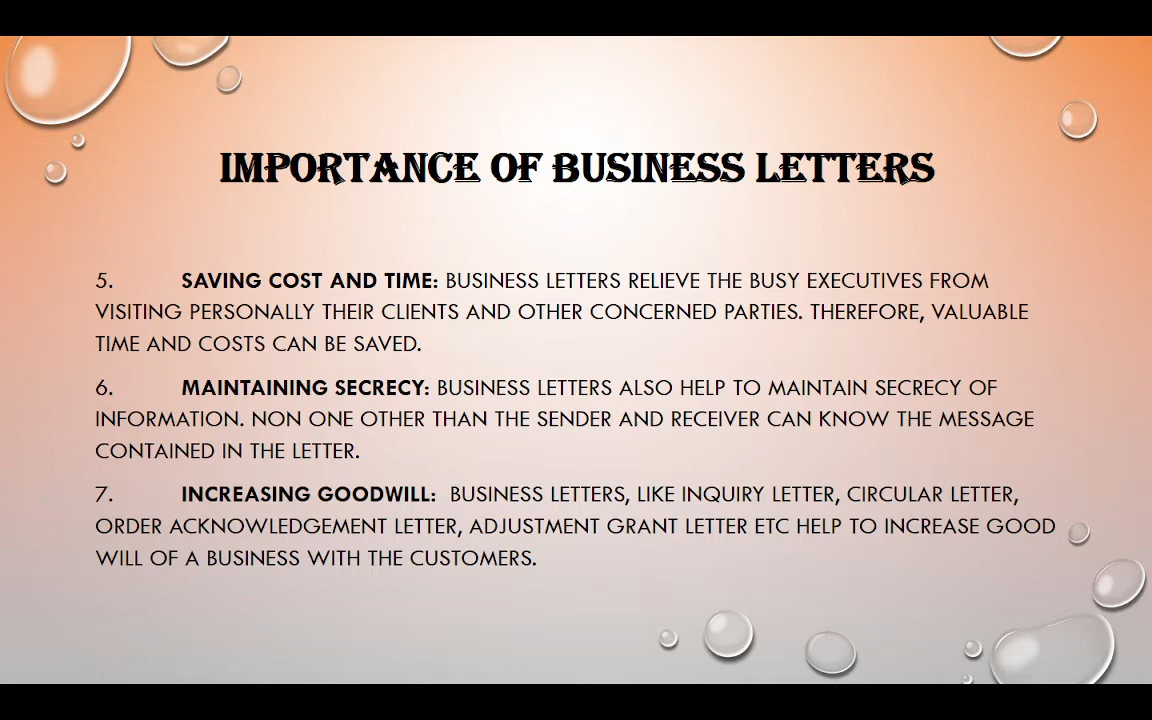 IMPORTANCE OF BUSINESS LETTERS
5. SAVING COST AND TIME: BUSINESS LETTERS RELIEVE THE BUSY EXECUTIVES FROM
VISITING PERSONALLY THEIR CLIENTS AND OTHER CONCERNED PARTIES. THEREFORE, VALUABLE
TIME AND COSTS CAN BE SAVED.
6. MAINTAINING SECRECY: BUSINESS LETTERS ALSO HELP TO MAINTAIN SECRECY OF
INFORMATION. NON ONE OTHER THAN THE SENDER AND RECEIVER CAN KNOW THE MESSAGE
CONTAINED IN THE LETTER.
7. INCREASING GOODWILL: BUSINESS LETTERS, LIKE INQUIRY LETTER, CIRCULAR LETTER,
ORDER ACKNOWLEDGEMENT LETTER, ADJUSTMENT GRANT LETTER ETC HELP TO INCREASE GOOD
WILL OF A BUSINESS WITH THE CUSTOMERS.